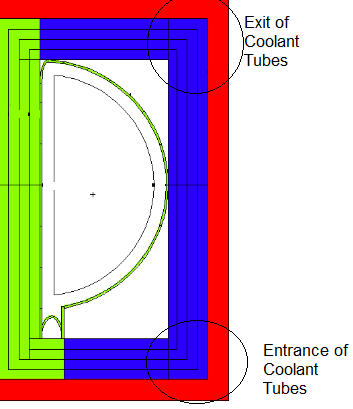 Exit of
Coolant
Tubes
Entrance of
Coolant
Tubes